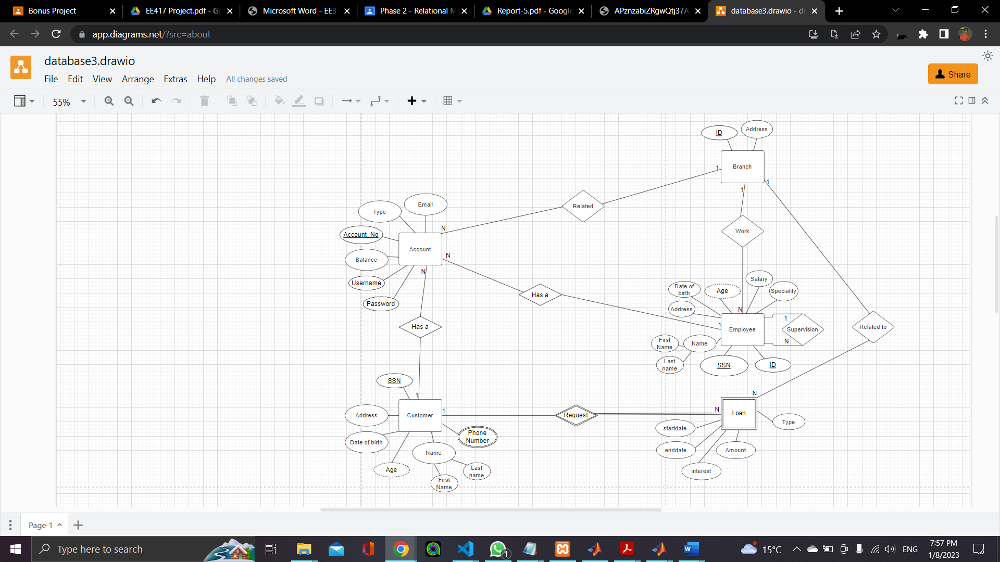 Bonus Project
EE417 Project.pdf - Go
Microsoft Word - EE31
Phase 2 - Relational M
Report-5.pdf - Google
APznzabiZRgwQtj37A
database3.drawio - di
app.diagrams.net/?src=about
database3.drawio
File Edit View Arrange Extras Help All changes saved
Share
55%
ID
Address
Branch
1
1
1
Related
Work
Type
Email
Account_No
N
Account
N
Balance
N
Username
Password
Has a
Date of
birth
Age
Salary
Speciality
Address
N
1
Employee
1
Supervision
N
Related to
First
Name
Name
Last
name
SSN
ID
Has a
SSN
1
Address
Customer
1
Request
N
N
Loan
Type
startdate
enddate
Amount
interest
Phone
Number
Date of birth
Name
Age
First
Name
Last
name
Page-1
Type here to search
1
15°C
ENG
7:57 PM
1/8/2023